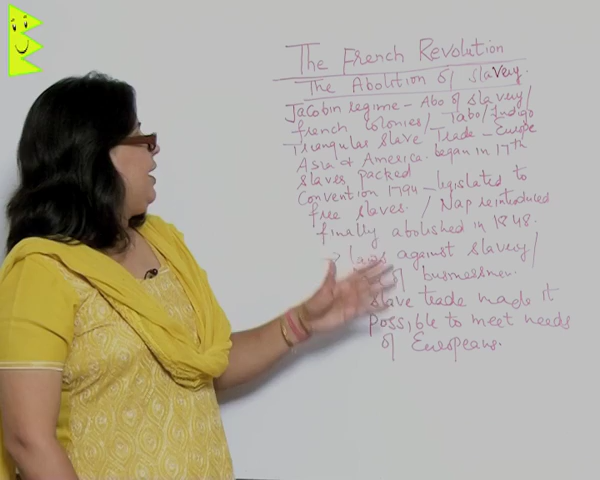 The French Revolution
The Abolition of Slavery.
Jacobin regime - Abo of slavery/
french colonies/ Tabo/Indigo
Triangular slave Trade - Europe
Asia & America. began in 17th
slaves packed
Convention 1794 - legislated to
free slaves. / Nap reintroduced
finally abolished in 1848.
> laws against slavery/
of businessmen.
slave trade made it
possible to meet needs
of Europeans.